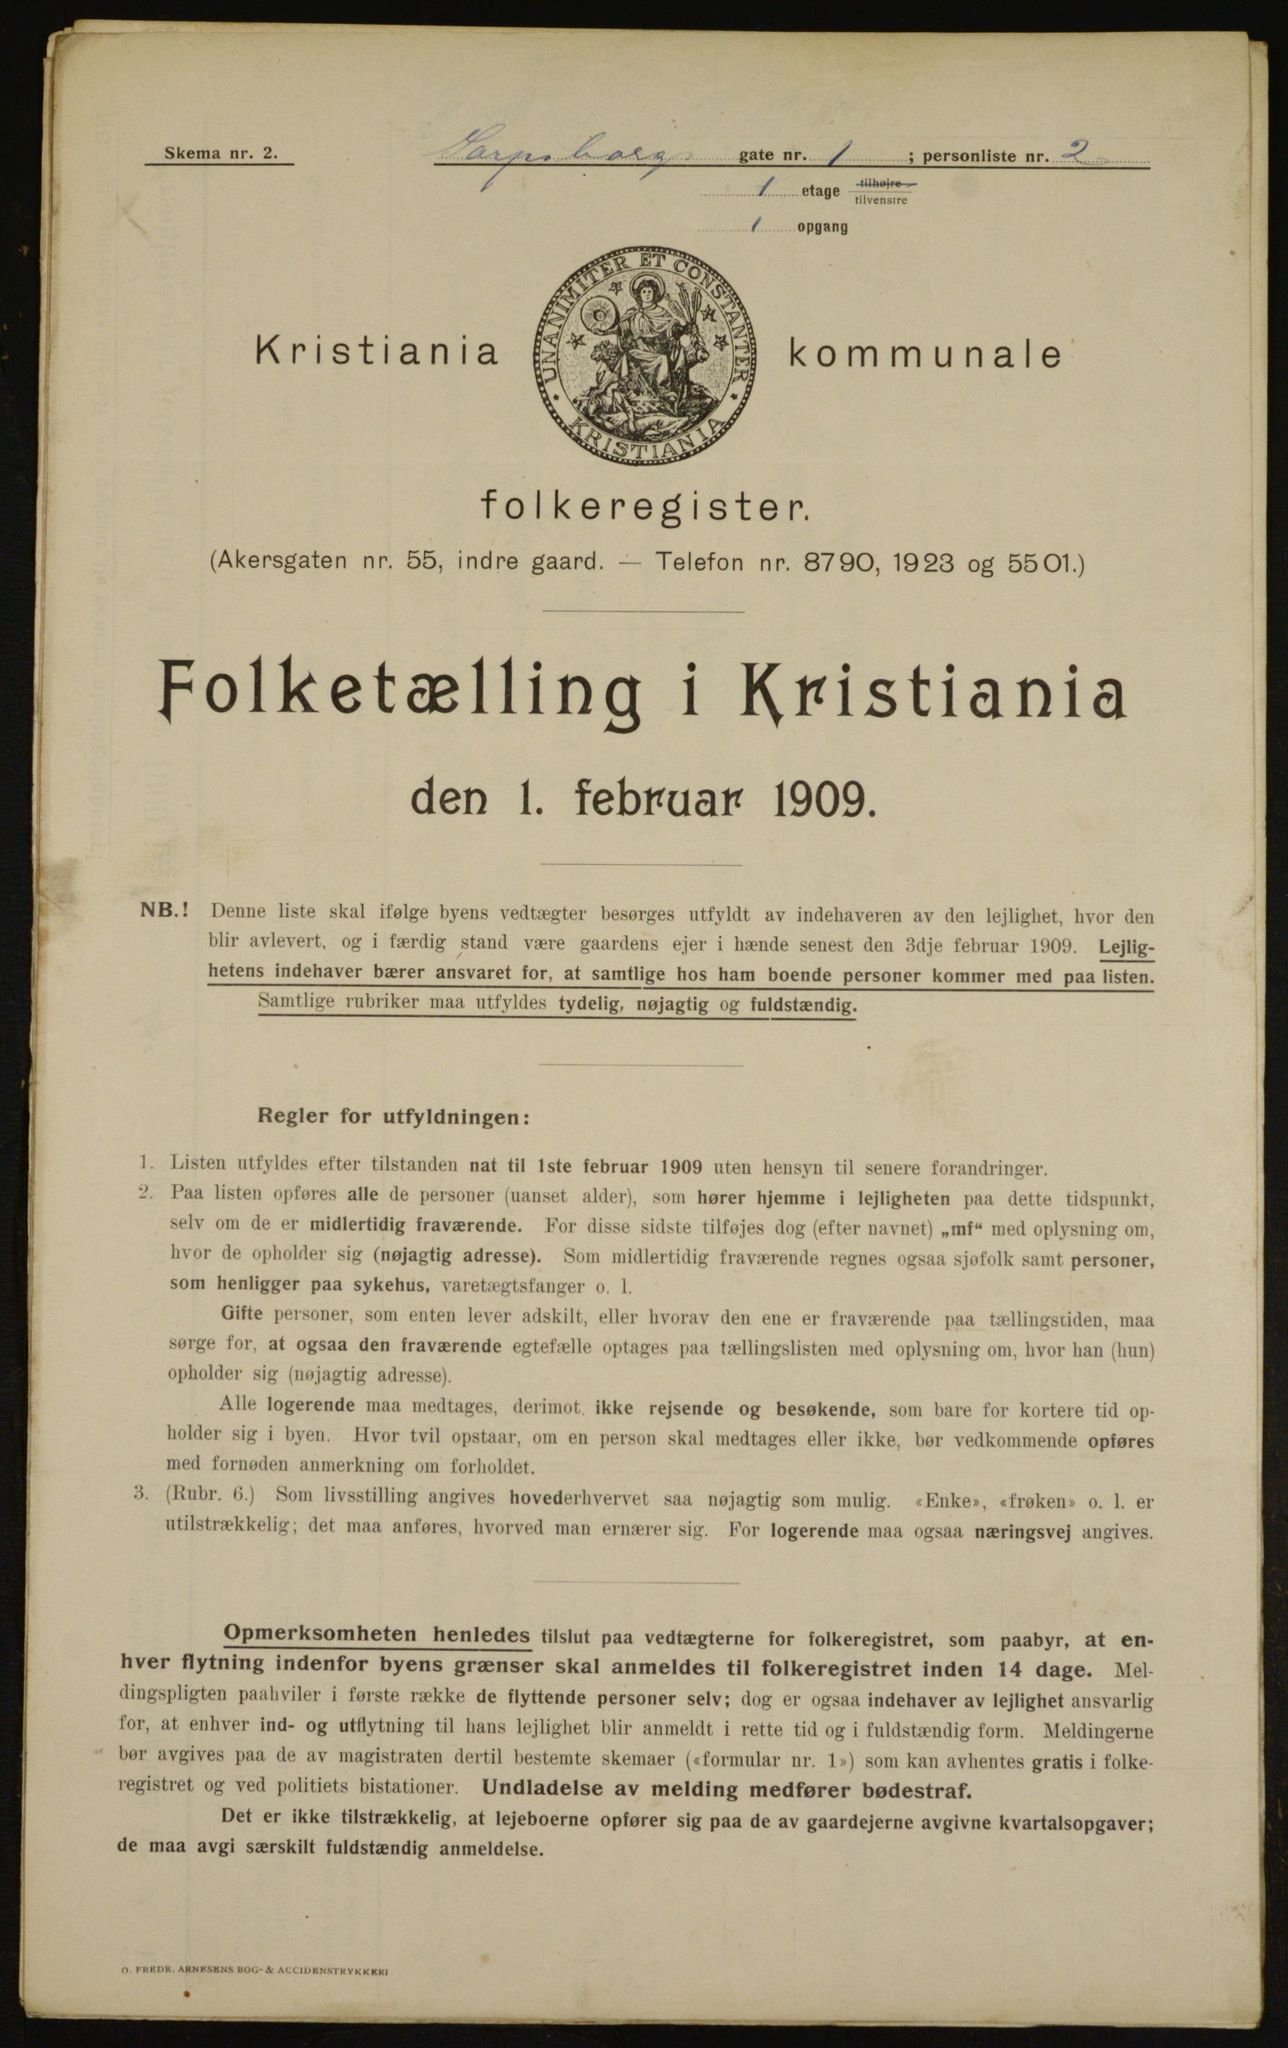 Skema nr. 2.
Sarpsborg gate nr. 1 ; personliste nr. 2
1 etage tilhøjre tilvenstre
1 opgang
UNANIMITER ET CONSTANTER
KRISTIANIA
Kristiania kommunale
folkeregister.
(Akersgaten nr. 55, indre gaard. — Telefon nr. 8790, 1923 og 5501.)
Folketælling i Kristiania
den 1. februar 1909.
NB.! Denne liste skal ifølge byens vedtægter besørges utfyldt av indehaveren av den lejlighet, hvor den
blir avlevert, og i færdig stand være gaardens ejer i hænde senest den 3dje februar 1909. Lejlig-
hetens indehaver bærer ansvaret for, at samtlige hos ham boende personer kommer med paa listen.
Samtlige rubriker maa utfyldes tydelig, nøjagtig og fuldstændig.
Regler for utfyldningen:
1. Listen utfyldes efter tilstanden nat til 1ste februar 1909 uten hensyn til senere forandringer.
2. Paa listen opføres alle de personer (uanset alder), som hører hjemme i lejligheten paa dette tidspunkt,
selv om de er midlertidig fraværende. For disse sidste tilføjes dog (efter navnet) „mf“ med oplysning om,
hvor de opholder sig (nøjagtig adresse). Som midlertidig fraværende regnes ogsaa sjøfolk samt personer,
som henligger paa sykehus, varetægtsfanger o. l.
Gifte personer, som enten lever adskilt, eller hvorav den ene er fraværende paa tællingstiden, maa
sørge for, at ogsaa den fraværende egtefælle optages paa tællingslisten med oplysning om, hvor han (hun)
opholder sig (nøjagtig adresse).
Alle logerende maa medtages, derimot ikke rejsende og besøkende, som bare for kortere tid op-
holder sig i byen. Hvor tvil opstaar, om en person skal medtages eller ikke, bør vedkommende opføres
med fornøden anmerkning om forholdet.
3. (Rubr. 6.) Som livsstilling angives hovederhvervet saa nøjagtig som mulig. «Enke», «frøken» o. l. er
utilstrækkelig; det maa anføres, hvorved man ernærer sig. For logerende maa ogsaa næringsvej angives.
Opmerksomheten henledes tilslut paa vedtægterne for folkeregistret, som paabyr, at en-
hver flytning indenfor byens grænser skal anmeldes til folkeregistret inden 14 dage. Mel-
dingspligten paahviler i første række de flyttende personer selv; dog er ogsaa indehaver av lejlighet ansvarlig
for, at enhver ind- og utflytning til hans lejlighet blir anmeldt i rette tid og i fuldstændig form. Meldingerne
bør avgives paa de av magistraten dertil bestemte skemaer («formular nr. 1») som kan avhentes gratis i folke-
registret og ved politiets bistationer. Undladelse av melding medfører bødestraf.
Det er ikke tilstrækkelig, at lejeboerne opfører sig paa de av gaardejerne avgivne kvartalsopgaver;
de maa avgi særskilt fuldstændig anmeldelse.
O. FREDR. ARNESENS BOG- & ACCIDENSTRYKKERI